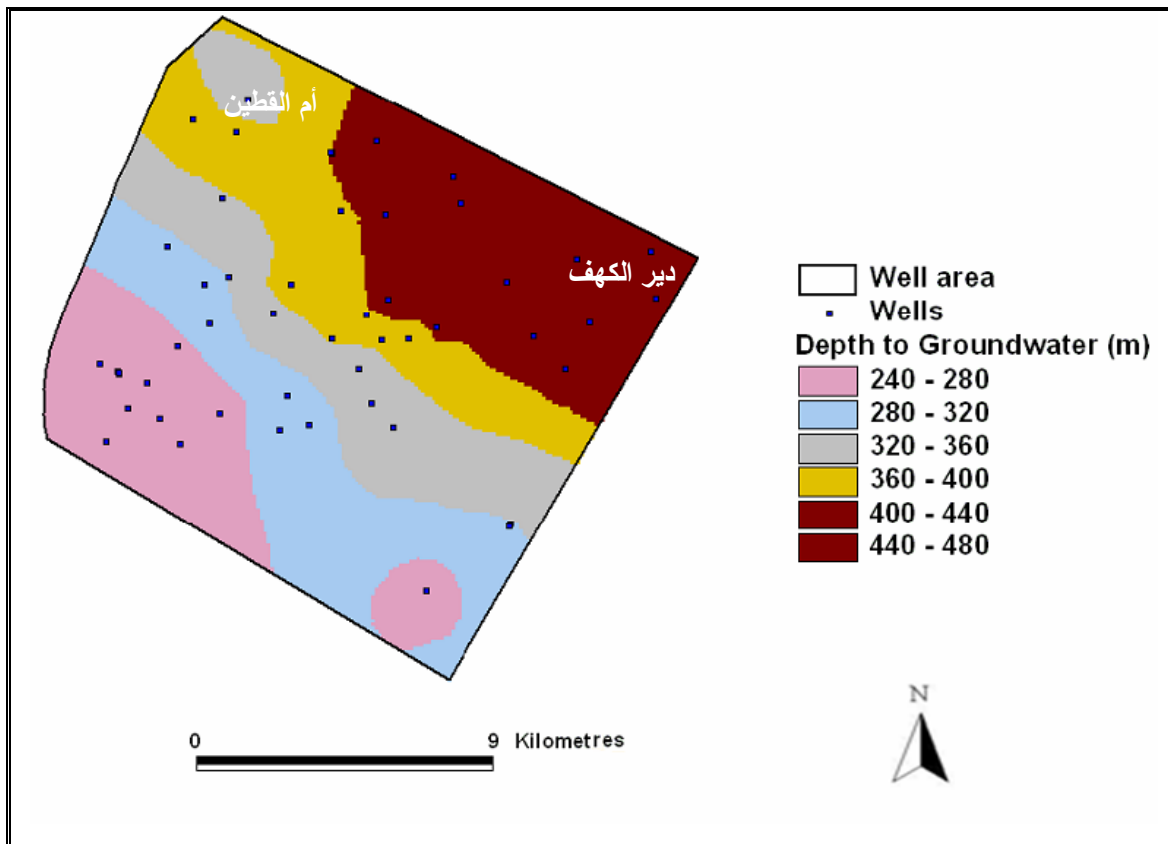 أم القطين
دير الكهف
Well area
Wells
Depth to Groundwater (m)
240 - 280
280 - 320
320 - 360
360 - 400
400 - 440
440 - 480
N
0 9 Kilometres